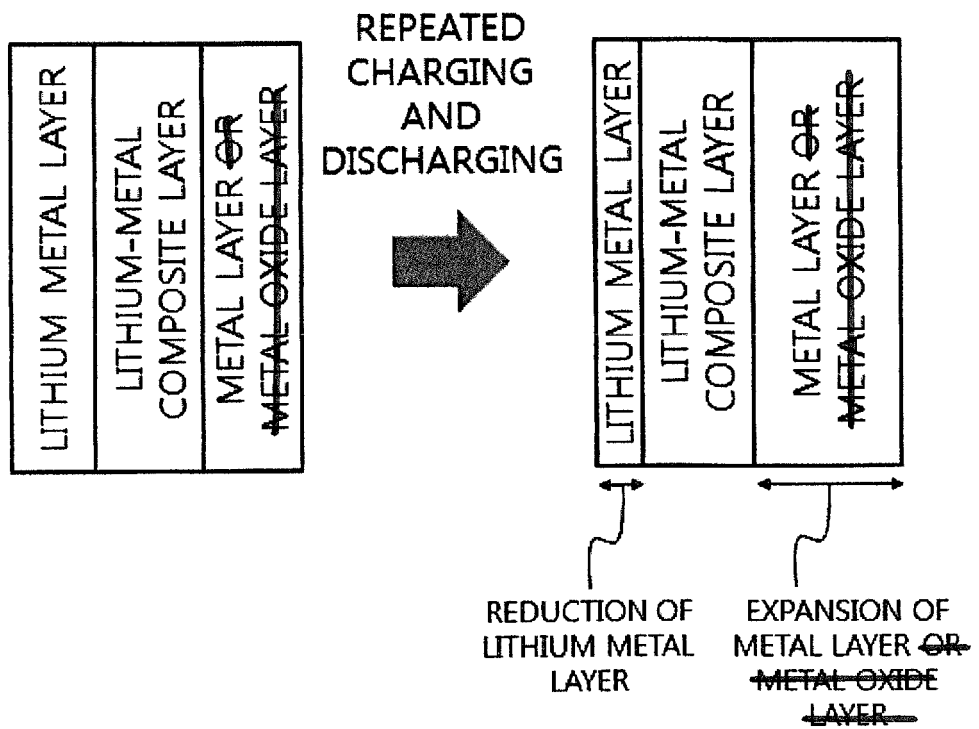 LITHIUM METAL LAYER
LITHIUM-METAL
COMPOSITE LAYER
METAL LAYER OR
METAL OXIDE LAYER
REPEATED
CHARGING
AND
DISCHARGING
LITHIUM METAL LAYER
LITHIUM-METAL
COMPOSITE LAYER
METAL LAYER OR
METAL OXIDE LAYER
REDUCTION OF
LITHIUM METAL
LAYER
EXPANSION OF
METAL LAYER OR
METAL OXIDE
LAYER